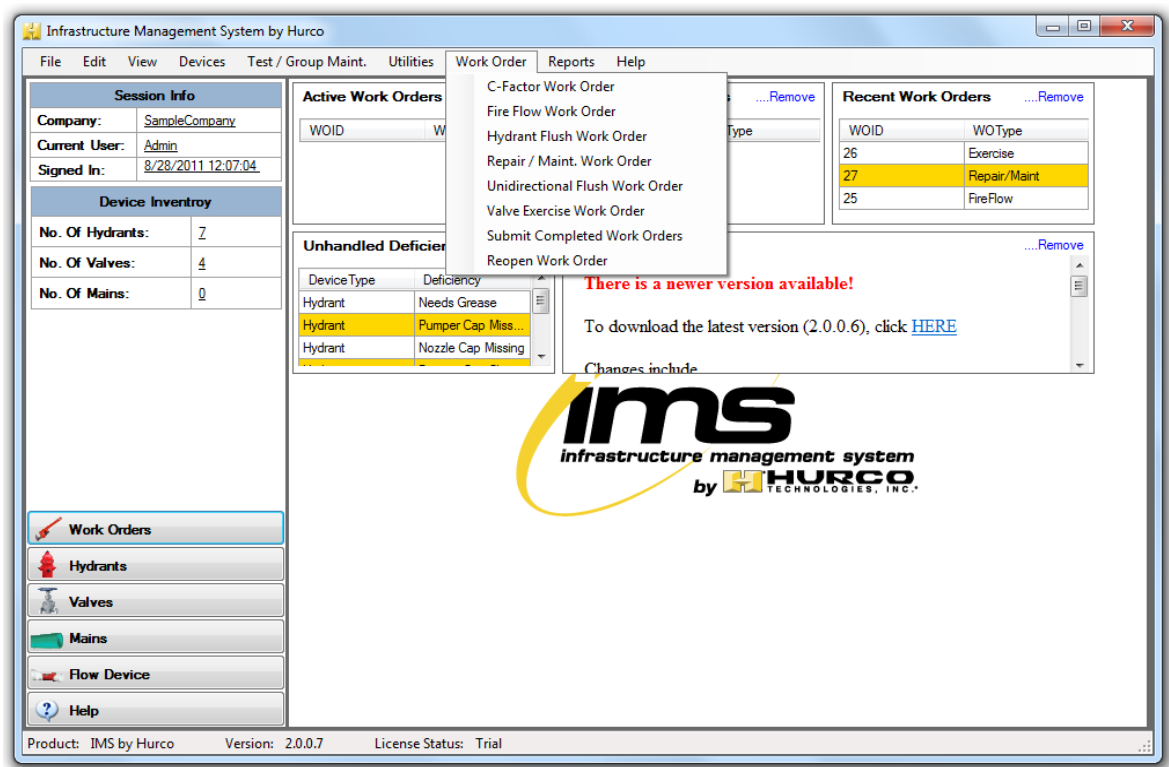 Infrastructure Management System by Hurco
File Edit View Devices Test / Group Maint. Utilities Work Order Reports Help
Session Info
Company: SampleCompany
Current User: Admin
Signed In: 8/28/2011 12:07:04
Device Inventroy
No. Of Hydrants: 7
No. Of Valves: 4
No. Of Mains: 0
Active Work Orders
WOID
C-Factor Work Order
Fire Flow Work Order
Hydrant Flush Work Order
Repair / Maint. Work Order
Unidirectional Flush Work Order
Valve Exercise Work Order
Submit Completed Work Orders
Reopen Work Order
....Remove
Type
Recent Work Orders ....Remove
WOID WOType
26 Exercise
27 Repair/Maint
25 FireFlow
Unhandled Deficien
DeviceType Deficiency
Hydrant Needs Grease
Hydrant Pumper Cap Miss...
Hydrant Nozzle Cap Missing
....Remove
There is a newer version available!
To download the latest version (2.0.0.6), click HERE
Changes include
ims
infrastructure management system
by HURCO
TECHNOLOGIES, INC.
Work Orders
Hydrants
Valves
Mains
Flow Device
Help
Product: IMS by Hurco Version: 2.0.0.7 License Status: Trial